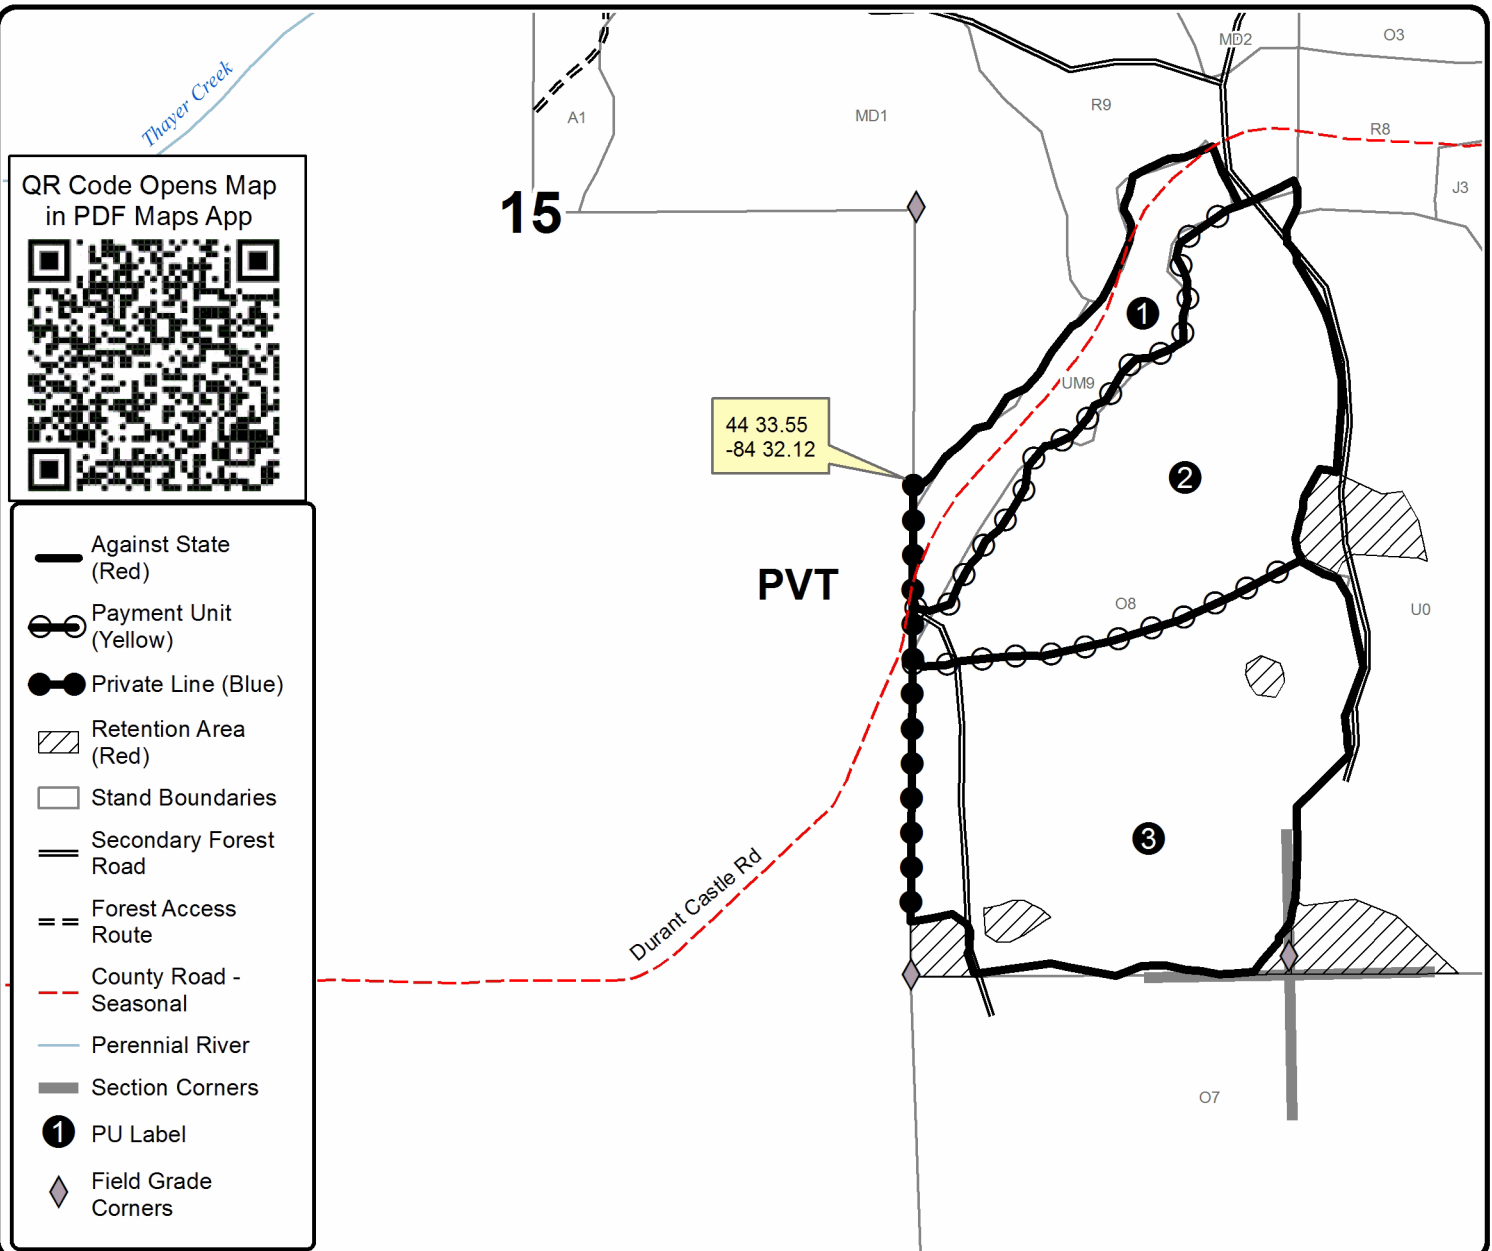 Thayer Creek
MD2
O3
A1
MD1
R9
R8
J3
15
QR Code Opens Map
in PDF Maps App
1
UM9
44 33.55
-84 32.12
2
PVT
O8
U0
3
Durant Castle Rd
O7
Against State
(Red)
Payment Unit
(Yellow)
Private Line (Blue)
Retention Area
(Red)
Stand Boundaries
Secondary Forest
Road
Forest Access
Route
County Road -
Seasonal
Perennial River
Section Corners
1
PU Label
Field Grade
Corners